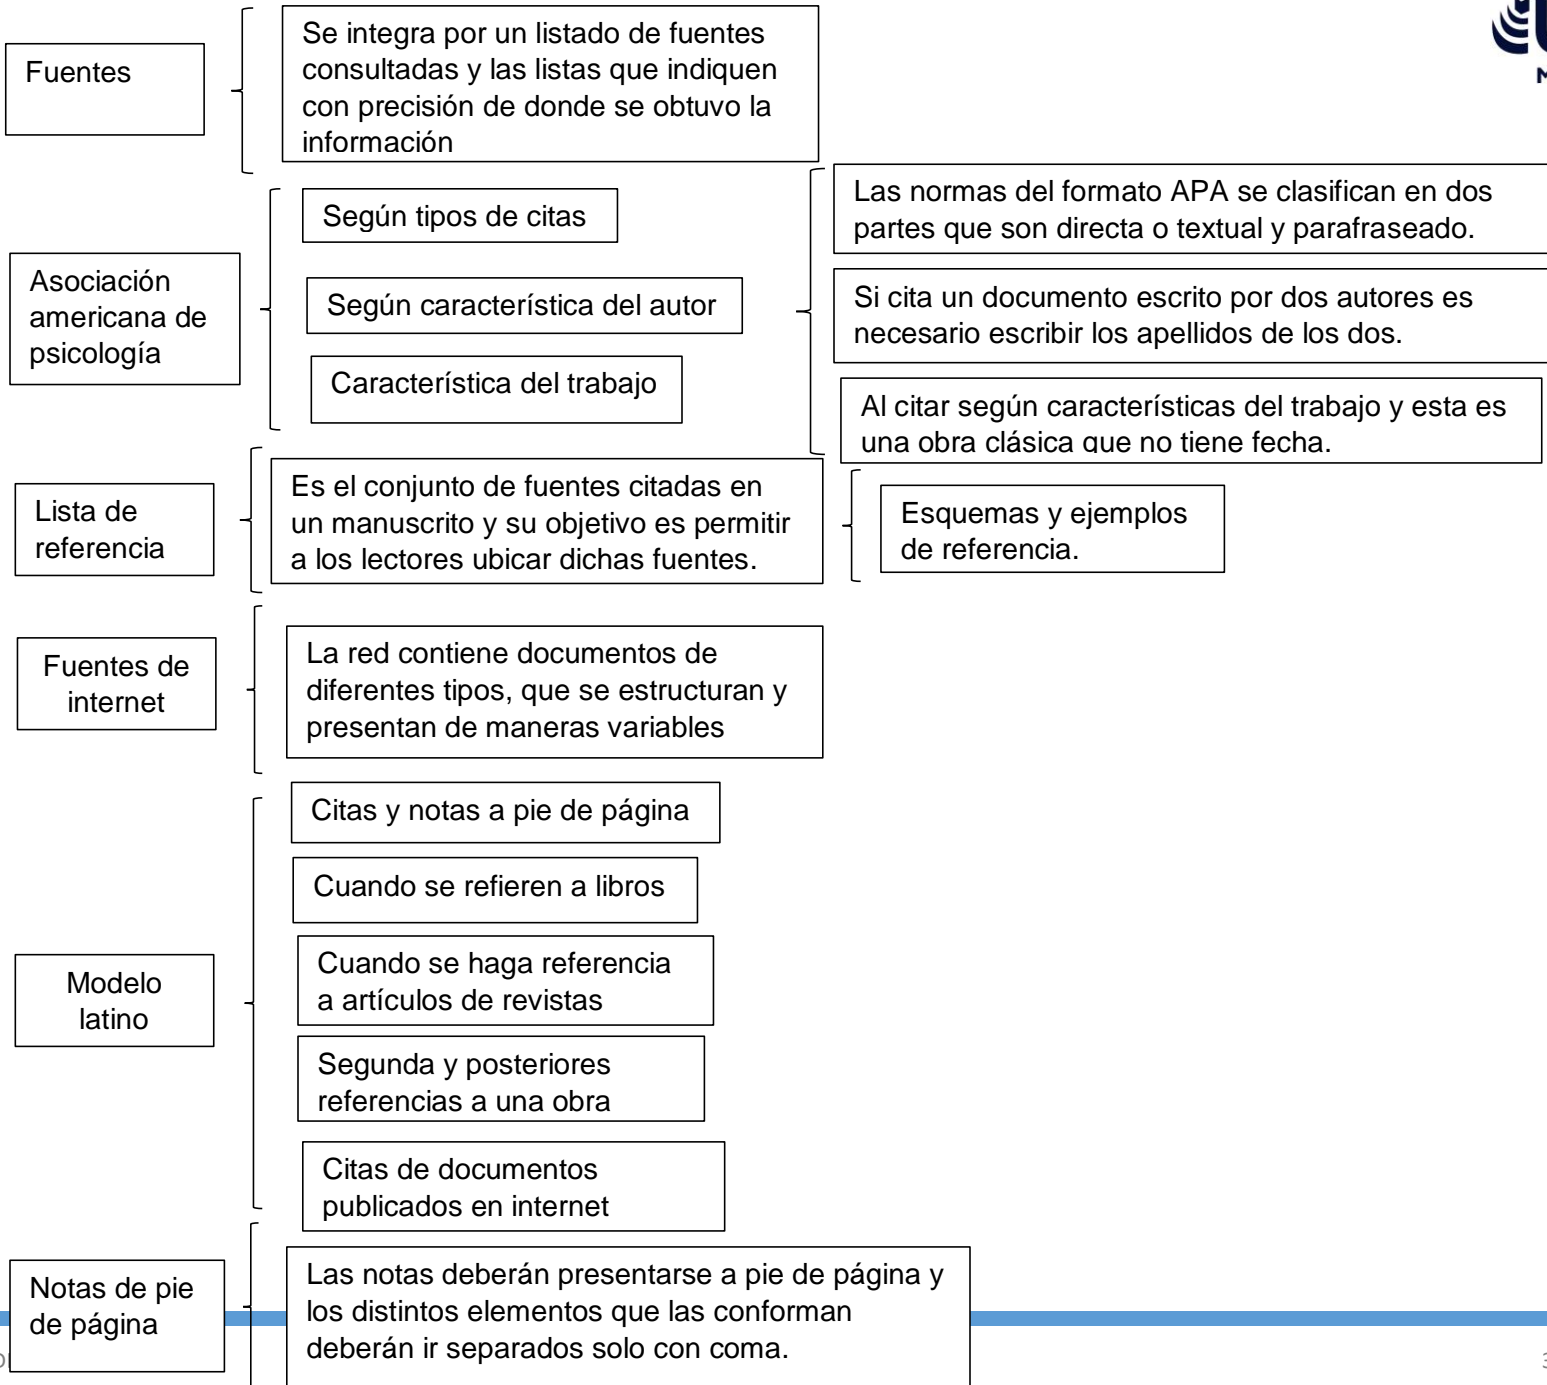 Fuentes
Se integra por un listado de fuentes
consultadas y las listas que indiquen
con precisión de donde se obtuvo la
información
Asociación
americana de
psicología
Según tipos de citas
Según característica del autor
Característica del trabajo
Las normas del formato APA se clasifican en dos
partes que son directa o textual y parafraseado.
Si cita un documento escrito por dos autores es
necesario escribir los apellidos de los dos.
Al citar según características del trabajo y esta es
una obra clásica que no tiene fecha.
Lista de
referencia
Es el conjunto de fuentes citadas en
un manuscrito y su objetivo es permitir
a los lectores ubicar dichas fuentes.
Esquemas y ejemplos
de referencia.
Fuentes de
internet
La red contiene documentos de
diferentes tipos, que se estructuran y
presentan de maneras variables
Modelo
latino
Citas y notas a pie de página
Cuando se refieren a libros
Cuando se haga referencia
a artículos de revistas
Segunda y posteriores
referencias a una obra
Citas de documentos
publicados en internet
Notas de pie
de página
Las notas deberán presentarse a pie de página y
los distintos elementos que las conforman
deberán ir separados solo con coma.